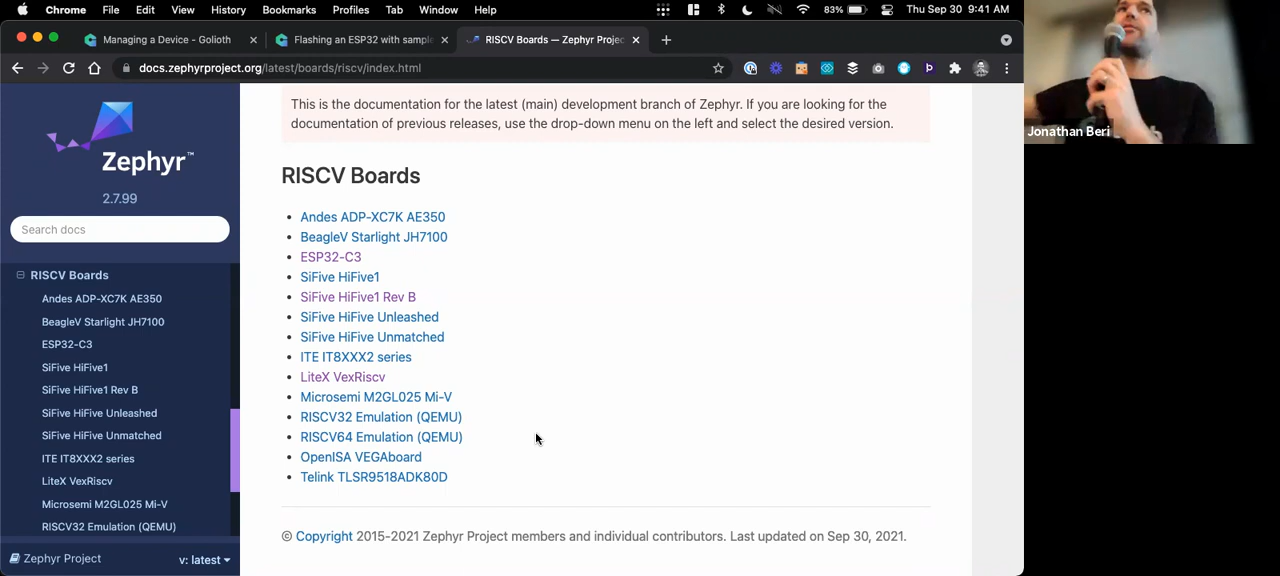 Chrome File Edit View History Bookmarks Profiles Tab Window Help 83% Thu Sep 30 9:41 AM
Managing a Device - Golioth
Flashing an ESP32 with sample
RISCV Boards — Zephyr Projec
docs.zephyrproject.org/latest/boards/riscv/index.html
Zephyr™
2.7.99
Search docs
RISCV Boards
Andes ADP-XC7K AE350
BeagleV Starlight JH7100
ESP32-C3
SiFive HiFive1
SiFive HiFive1 Rev B
SiFive HiFive Unleashed
SiFive HiFive Unmatched
ITE IT8XXX2 series
LiteX VexRiscv
Microsemi M2GL025 Mi-V
RISCV32 Emulation (QEMU)
Zephyr Project v: latest
This is the documentation for the latest (main) development branch of Zephyr. If you are looking for the
documentation of previous releases, use the drop-down menu on the left and select the desired version.
RISCV Boards
Andes ADP-XC7K AE350
BeagleV Starlight JH7100
ESP32-C3
SiFive HiFive1
SiFive HiFive1 Rev B
SiFive HiFive Unleashed
SiFive HiFive Unmatched
ITE IT8XXX2 series
LiteX VexRiscv
Microsemi M2GL025 Mi-V
RISCV32 Emulation (QEMU)
RISCV64 Emulation (QEMU)
OpenISA VEGAboard
Telink TLSR9518ADK80D
© Copyright 2015-2021 Zephyr Project members and individual contributors. Last updated on Sep 30, 2021.
Jonathan Beri